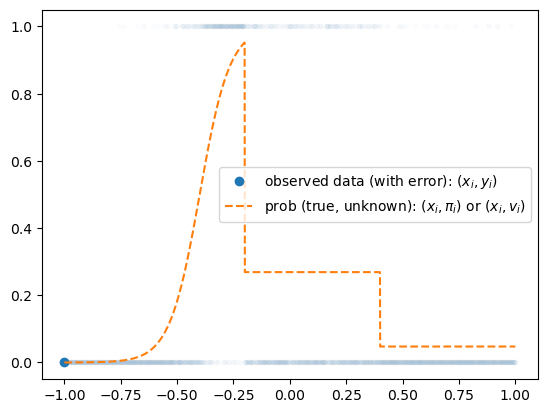 1.0
0.8
0.6
0.4
0.2
0.0
observed data (with error): (xᵢ, yᵢ)
prob (true, unknown): (xᵢ, πᵢ) or (xᵢ, vᵢ)
−1.00 −0.75 −0.50 −0.25 0.00 0.25 0.50 0.75 1.00